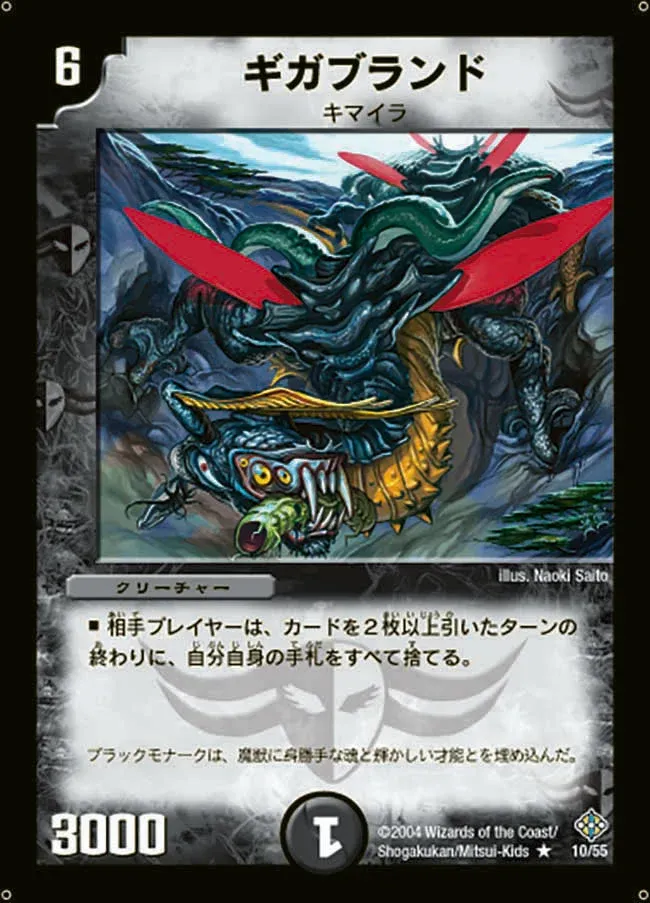 6
ギガブランド
キマイラ
illus. Naoki Saito
クリーチャー
■ 相手プレイヤーは、カードを2枚以上引いたターンの
終わりに、自分自身の手札をすべて捨てる。
ブラックモナークは、魔獣に身勝手な魂と輝かしい才能とを埋め込んだ。
3000
1
©2004 Wizards of the Coast/
Shogakukan/Mitsui-Kids ★ 10/55